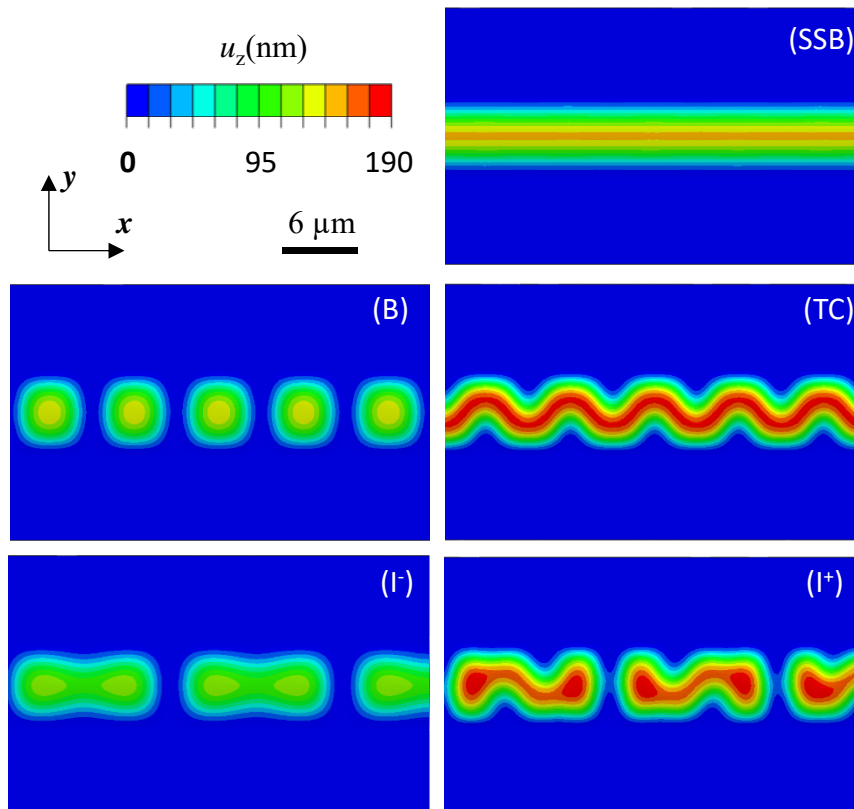 u_z(nm)
0 95 190
y
x
6 µm
(SSB)
(B)
(TC)
(I⁻)
(I⁺)